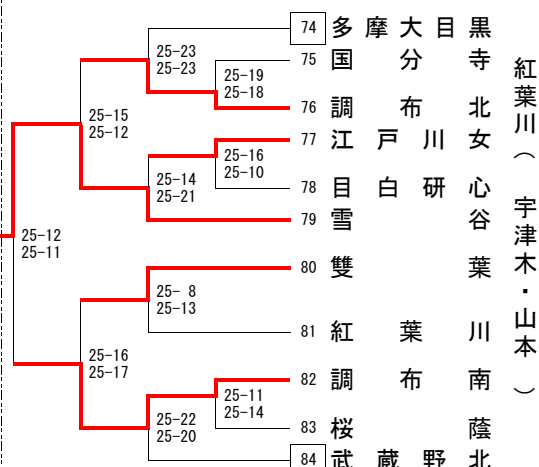 74 多摩大目黒
25-23
25-23
75 国分寺
25-19
25-18
76 調布北
25-15
25-12
77 江戸川女
25-16
25-10
25-14
25-21
78 目白研心
79 雪谷
25-12
25-11
80 雙葉
25- 8
25-13
81 紅葉川
25-16
25-17
82 調布南
25-11
25-14
25-22
25-20
83 桜蔭
84 武蔵野北
紅葉川(宇津木・山本)